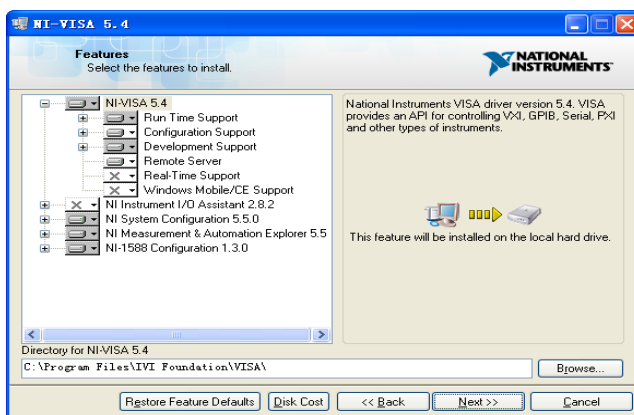 NI-VISA 5.4
Features
Select the features to install.
NATIONAL
INSTRUMENTS™
NI-VISA 5.4
Run Time Support
Configuration Support
Development Support
Remote Server
Real-Time Support
Windows Mobile/CE Support
NI Instrument I/O Assistant 2.8.2
NI System Configuration 5.5.0
NI Measurement & Automation Explorer 5.5
NI-1588 Configuration 1.3.0
National Instruments VISA driver version 5.4. VISA
provides an API for controlling VXI, GPIB, Serial, PXI
and other types of instruments.
This feature will be installed on the local hard drive.
Directory for NI-VISA 5.4
C:\Program Files\IVI Foundation\VISA\
Browse...
Restore Feature Defaults
Disk Cost
<< Back
Next >>
Cancel